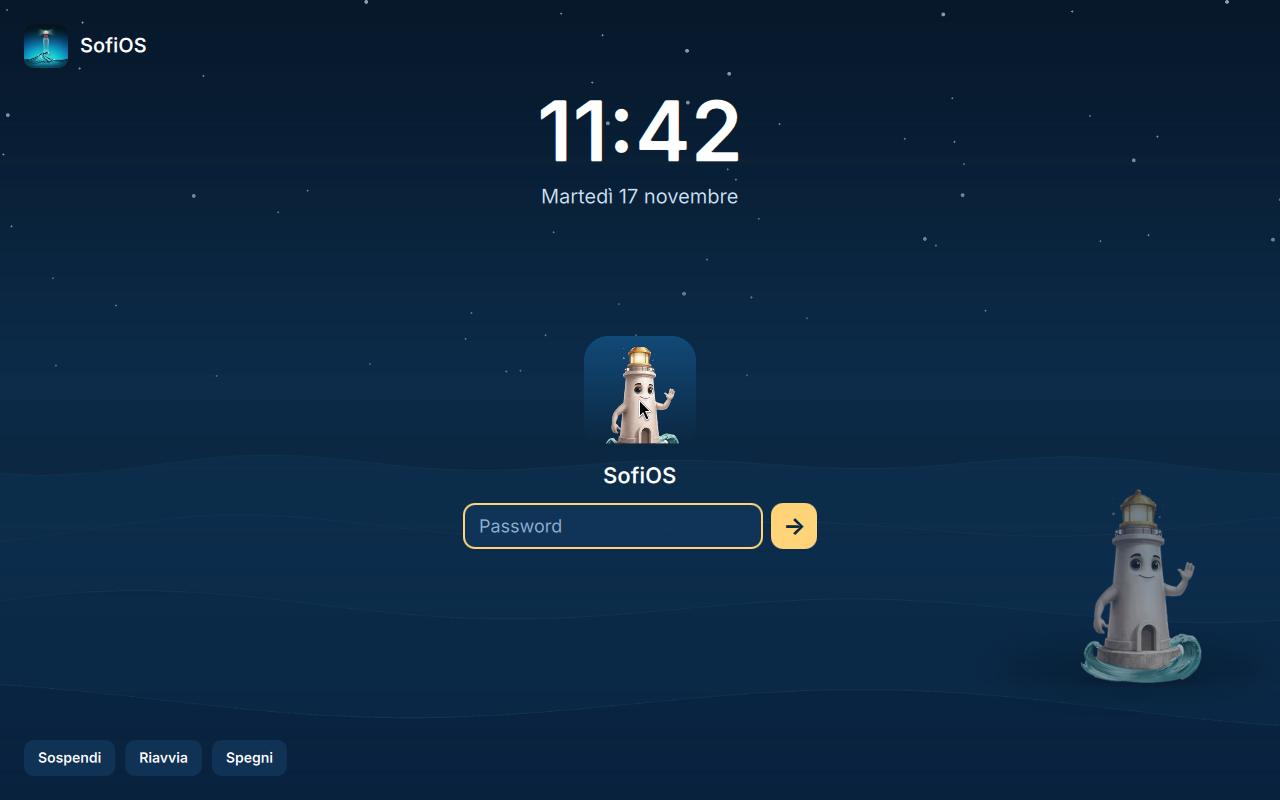 SofiOS
11:42
Martedì 17 novembre
SofiOS
Password
Sospendi
Riavvia
Spegni